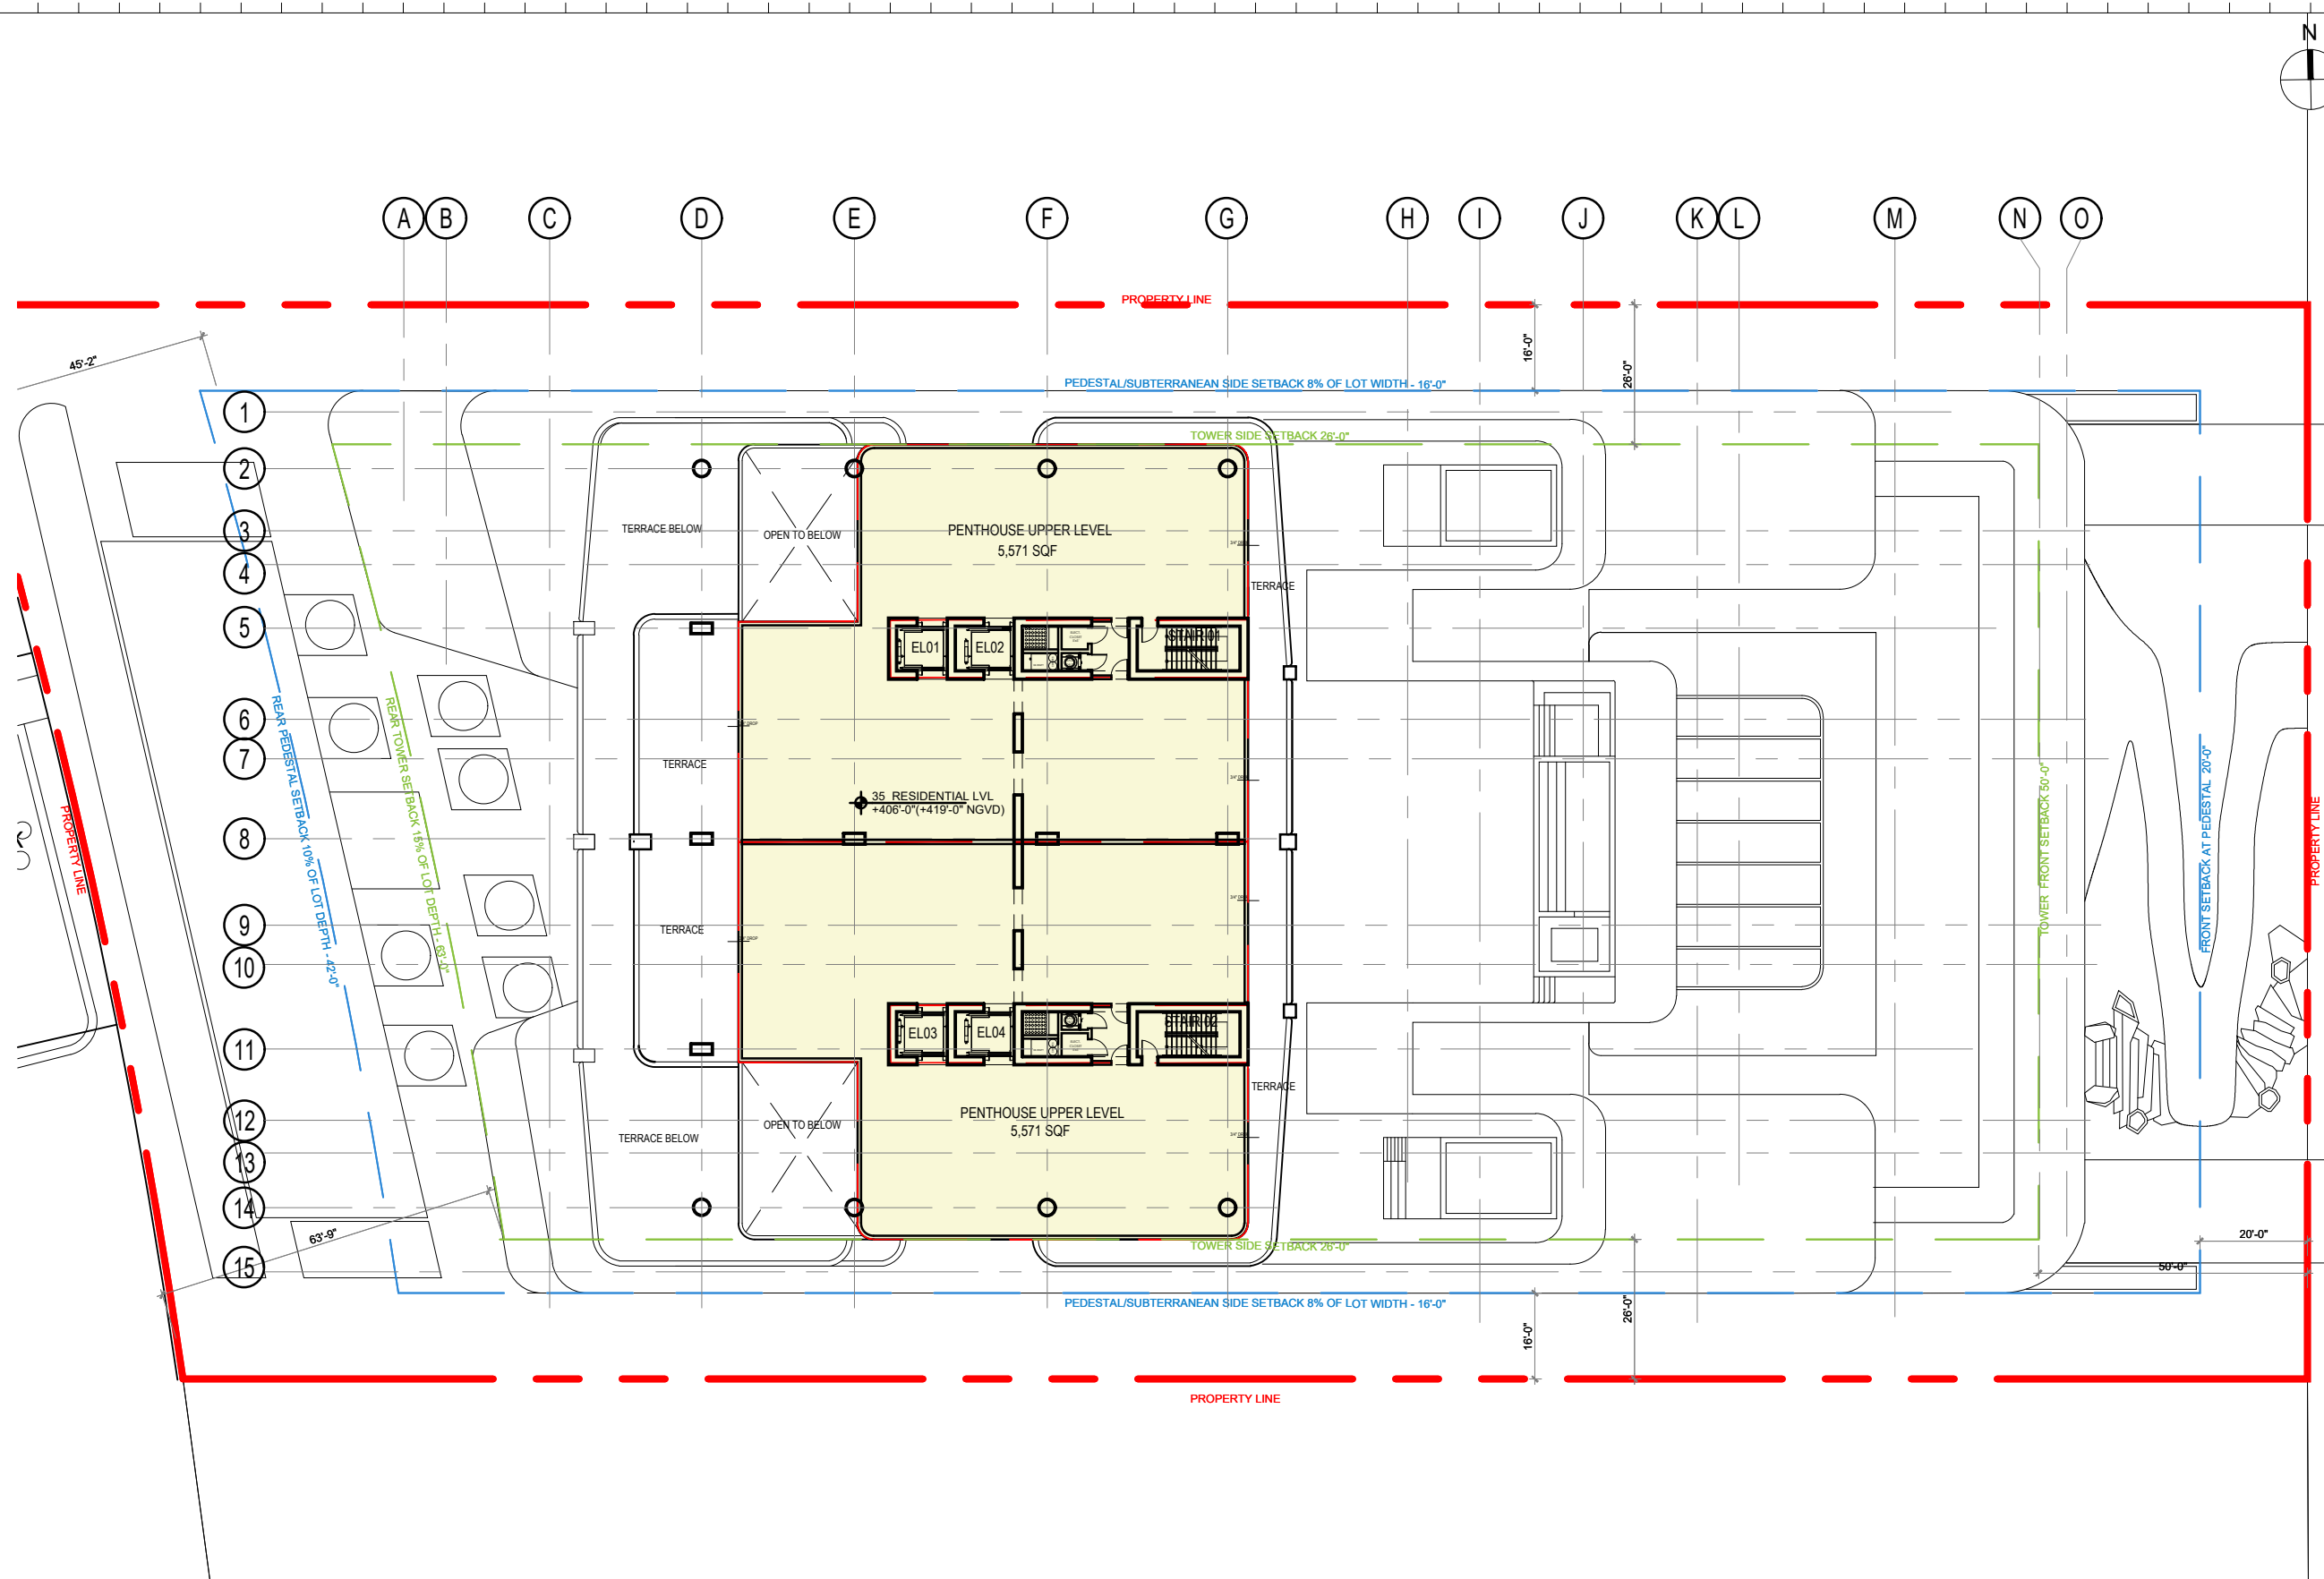 N
A
B
C
D
E
F
G
H
I
J
K
L
M
N
O
PROPERTY LINE
45'-2"
16'-0"
26'-0"
PEDESTAL/SUBTERRANEAN SIDE SETBACK 8% OF LOT WIDTH - 16'-0"
1
TOWER SIDE SETBACK 26'-0"
2
3
TERRACE BELOW
OPEN TO BELOW
PENTHOUSE UPPER LEVEL
5,571 SQF
4
TERRACE
5
EL01
EL02
STAIR 01
6
7
TERRACE
35 RESIDENTIAL LVL
+406'-0"(+419'-0" NGVD)
8
PROPERTY LINE
REAR PEDESTAL SETBACK 10% OF LOT DEPTH - 42'-0"
REAR TOWER SETBACK 15% OF LOT DEPTH - 63'-0"
TOWER FRONT SETBACK 50'-0"
FRONT SETBACK AT PEDESTAL 20'-0"
PROPERTY LINE
9
TERRACE
10
11
EL03
EL04
STAIR 02
TERRACE
12
PENTHOUSE UPPER LEVEL
5,571 SQF
OPEN TO BELOW
TERRACE BELOW
13
14
63'-9"
TOWER SIDE SETBACK 26'-0"
20'-0"
15
50'-0"
PEDESTAL/SUBTERRANEAN SIDE SETBACK 8% OF LOT WIDTH - 16'-0"
16'-0"
26'-0"
PROPERTY LINE